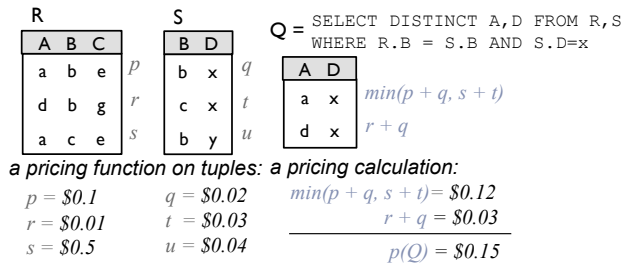 R
A B C
a b e p
d b g r
a c e s
S
B D
b x q
c x t
b y u
Q = SELECT DISTINCT A,D FROM R,S
WHERE R.B = S.B AND S.D=x
A D
a x min(p + q, s + t)
d x r + q
a pricing function on tuples:
p = $0.1 q = $0.02
r = $0.01 t = $0.03
s = $0.5 u = $0.04
a pricing calculation:
min(p + q, s + t)= $0.12
r + q = $0.03
p(Q) = $0.15